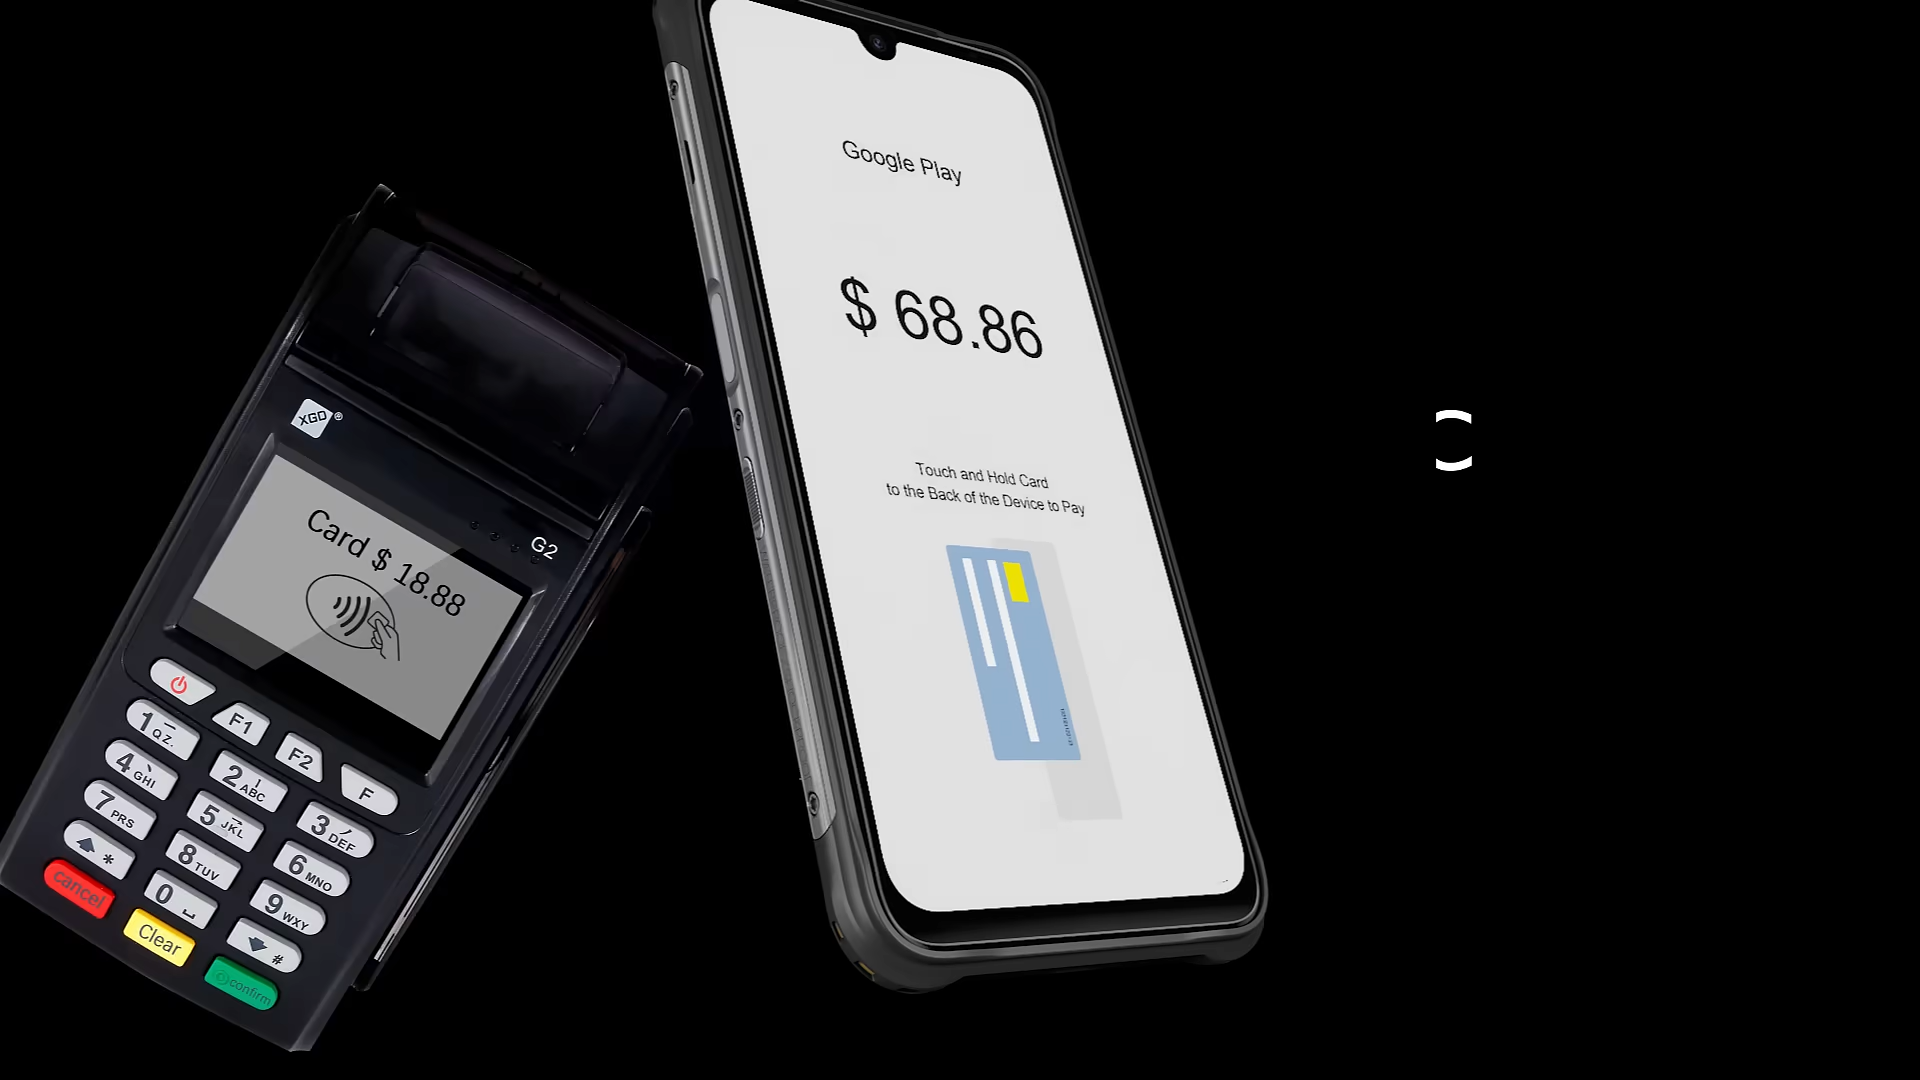 XGD®
G2
Card $ 18.88
F1
F2
F
1 QZ.
2 ABC
3 DEF
4 GHI
5 JKL
6 MNO
7 PRS
8 TUV
9 WXY
*
0
#
cancel
Clear
confirm
Google Play
$ 68.86
Touch and Hold Card
to the Back of the Device to Pay